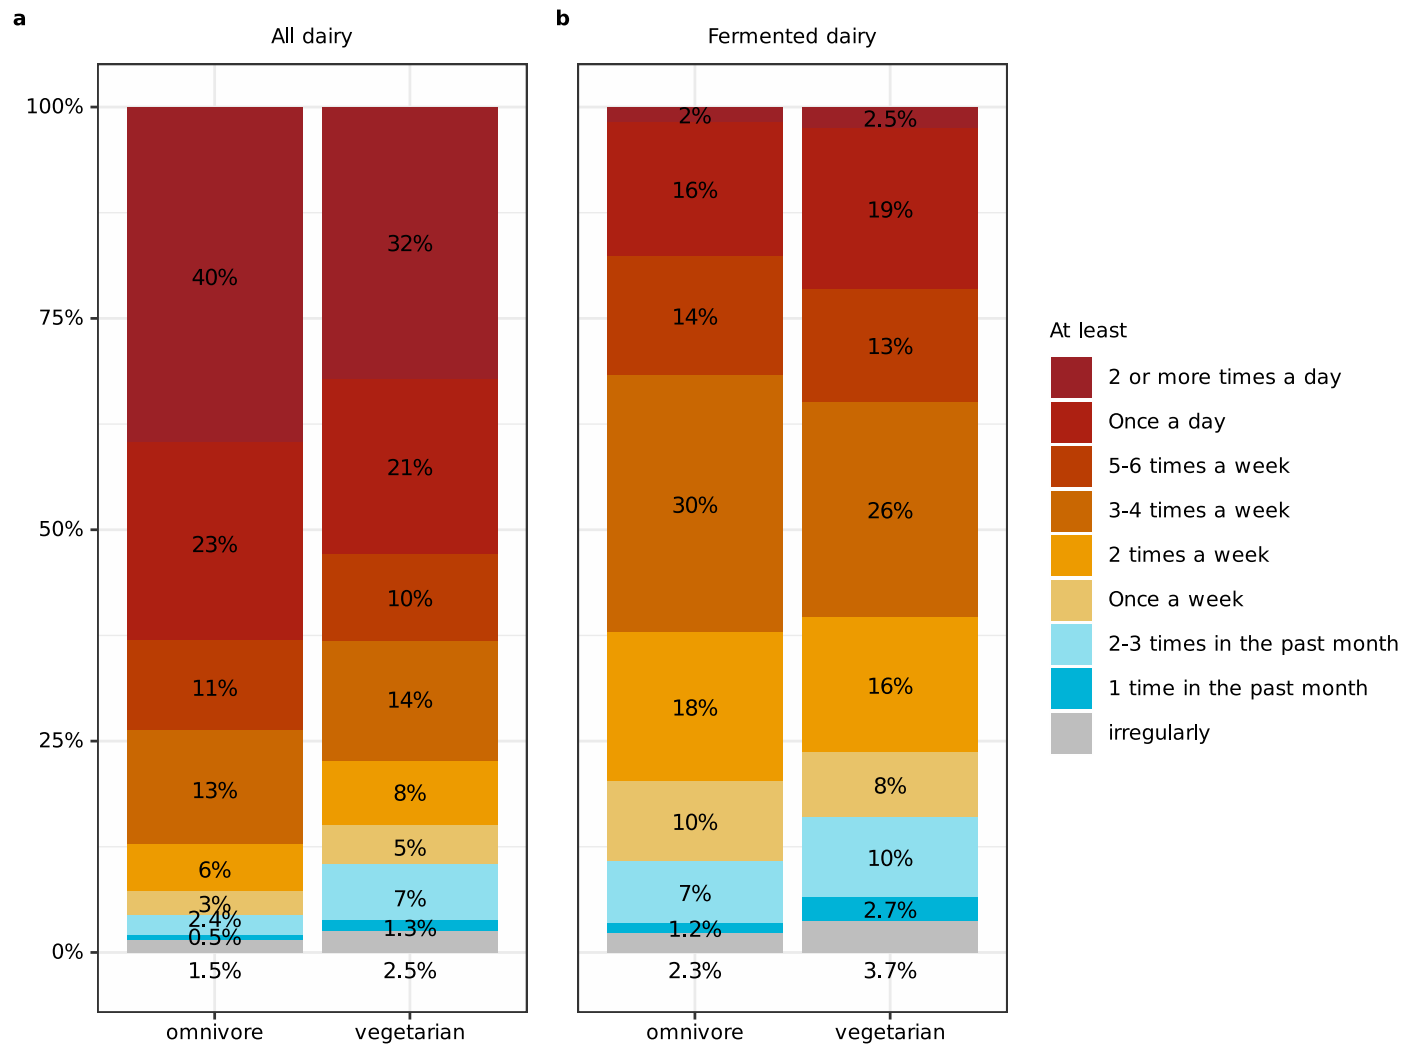 a
All dairy
100%
75%
50%
25%
0%
40%
23%
11%
13%
6%
3%
2.4%
0.5%
1.5%
32%
21%
10%
14%
8%
5%
7%
1.3%
2.5%
omnivore
vegetarian
b
Fermented dairy
2%
16%
14%
30%
18%
10%
7%
1.2%
2.3%
2.5%
19%
13%
26%
16%
8%
10%
2.7%
3.7%
omnivore
vegetarian
At least
2 or more times a day
Once a day
5-6 times a week
3-4 times a week
2 times a week
Once a week
2-3 times in the past month
1 time in the past month
irregularly